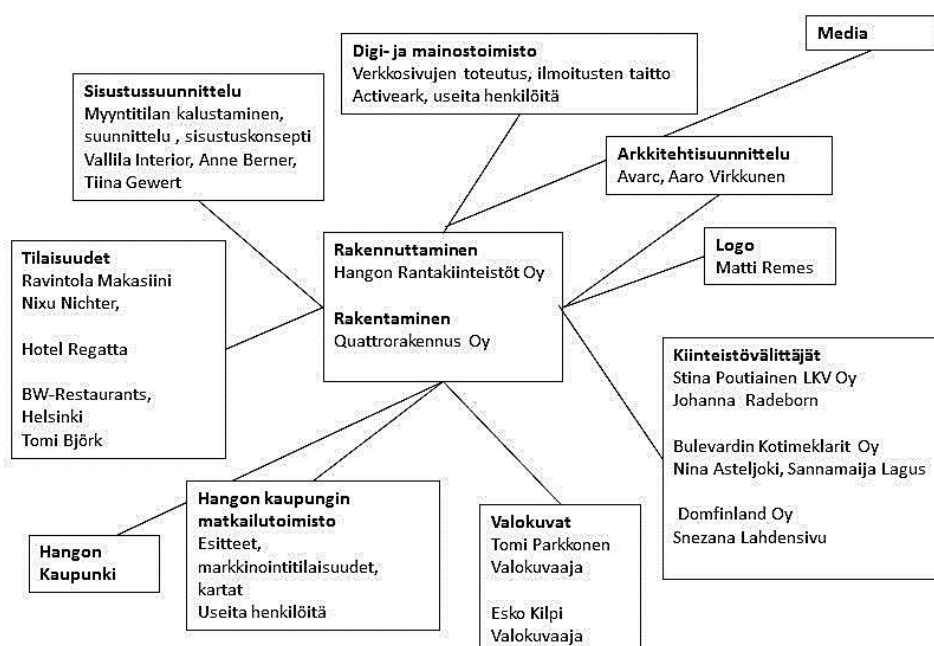 Media
Digi- ja mainostoimisto
Verkkosivujen toteutus, ilmoitusten taitto
Activeark, useita henkilöitä
Sisustussuunnittelu
Myyntitilan kalustaminen,
suunnittelu , sisustuskonsepti
Vallila Interior, Anne Berner,
Tiina Gewert
Arkkitehtisuunnittelu
Avarc, Aaro Virkkunen
Logo
Matti Remes
Rakennuttaminen
Hangon Rantakiinteistöt Oy
Rakentaminen
Quattrorakennus Oy
Tilaisuudet
Ravintola Makasiini
Nixu Nichter,
Hotel Regatta
BW-Restaurants,
Helsinki
Tomi Björk
Kiinteistövälittäjät
Stina Poutiainen LKV Oy
Johanna Radeborn
Bulevardin Kotimeklarit Oy
Nina Asteljoki, Sannamaija Lagus
Domfinland Oy
Snezana Lahdensivu
Hangon
Kaupunki
Hangon kaupungin
matkailutoimisto
Esitteet,
markkinointitilaisuudet,
kartat
Useita henkilöitä
Valokuvat
Tomi Parkkonen
Valokuvaaja
Esko Kilpi
Valokuvaaja